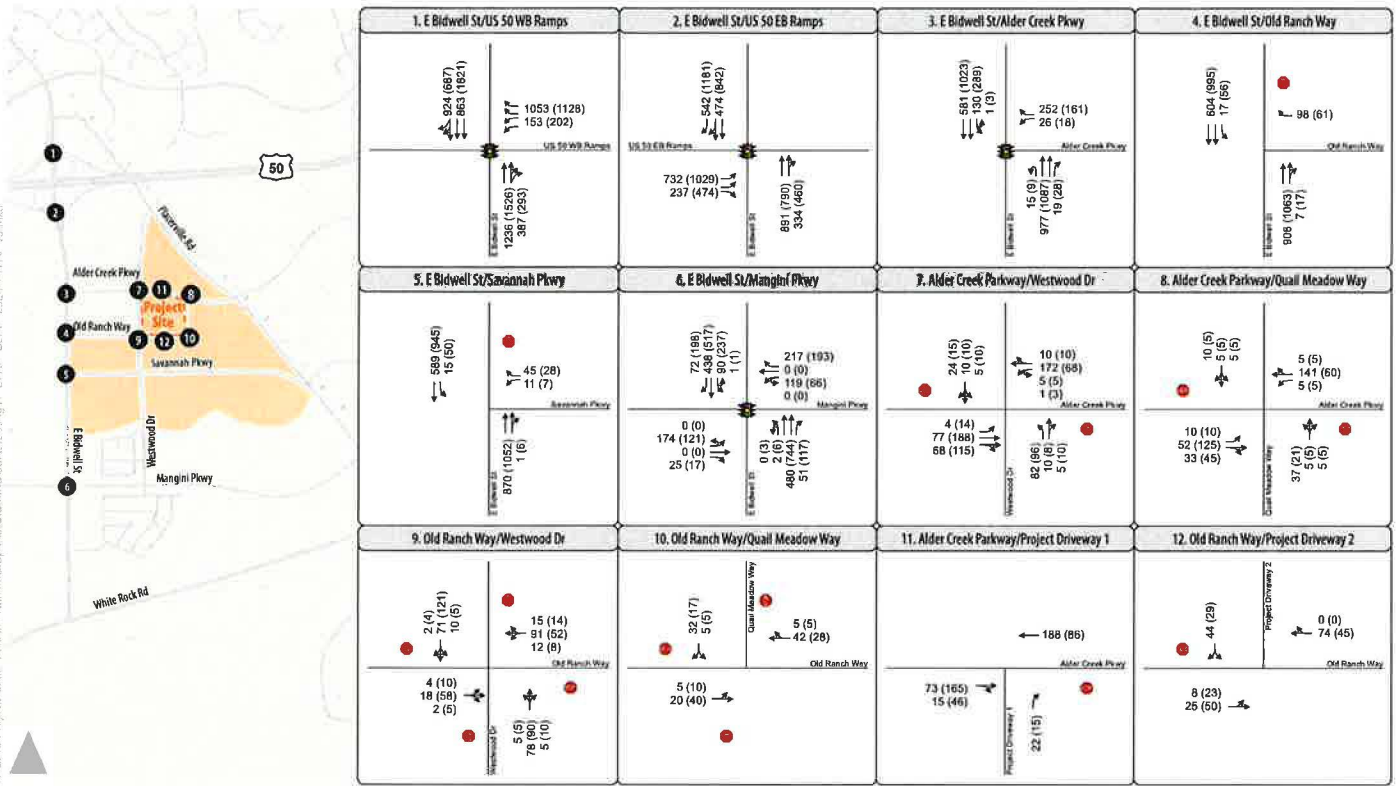 1
2
3
4
5
6
7
11
8
9
12
10
50
Placerville Rd
Alder Creek Pkwy
Project
Site
Old Ranch Way
Savannah Pkwy
E Bidwell St
Westwood Dr
Mangini Pkwy
White Rock Rd
1. E Bidwell St/US 50 WB Ramps
924 (687)
863 (1621)
1053 (1128)
153 (202)
US 50 WB Ramps
E Bidwell St
1236 (1526)
387 (293)
2. E Bidwell St/US 50 EB Ramps
542 (1181)
474 (842)
US 50 EB Ramps
732 (1029)
237 (474)
E Bidwell St
891 (790)
334 (460)
3. E Bidwell St/Alder Creek Pkwy
581 (1023)
130 (289)
1 (3)
252 (161)
26 (18)
Alder Creek Pkwy
E Bidwell St
15 (9)
977 (1087)
19 (28)
4. E Bidwell St/Old Ranch Way
604 (995)
17 (56)
98 (61)
Old Ranch Way
E Bidwell St
906 (1063)
7 (17)
5. E Bidwell St/Savannah Pkwy
589 (945)
15 (50)
45 (28)
11 (7)
Savannah Pkwy
E Bidwell St
870 (1052)
1 (6)
6. E Bidwell St/Mangini Pkwy
72 (198)
438 (517)
90 (237)
1 (1)
217 (193)
0 (0)
119 (66)
0 (0)
Mangini Pkwy
0 (0)
174 (121)
0 (0)
25 (17)
E Bidwell St
0 (3)
2 (6)
480 (744)
51 (117)
7. Alder Creek Parkway/Westwood Dr
24 (15)
10 (10)
5 (10)
10 (10)
172 (68)
5 (5)
1 (3)
Alder Creek Pkwy
4 (14)
77 (188)
68 (115)
Westwood Dr
82 (96)
10 (8)
5 (10)
8. Alder Creek Parkway/Quail Meadow Way
10 (5)
5 (5)
5 (5)
5 (5)
141 (60)
5 (5)
Alder Creek Pkwy
10 (10)
52 (125)
33 (45)
Quail Meadow Way
37 (21)
5 (5)
5 (5)
9. Old Ranch Way/Westwood Dr
2 (4)
71 (121)
10 (5)
15 (14)
91 (52)
12 (8)
Old Ranch Way
4 (10)
18 (58)
2 (5)
Westwood Dr
5 (5)
78 (90)
5 (10)
10. Old Ranch Way/Quail Meadow Way
32 (17)
5 (5)
Quail Meadow Way
5 (5)
42 (28)
Old Ranch Way
5 (10)
20 (40)
11. Alder Creek Parkway/Project Driveway 1
188 (86)
Alder Creek Pkwy
73 (165)
15 (46)
Project Driveway 1
22 (15)
12. Old Ranch Way/Project Driveway 2
44 (29)
Project Driveway 2
0 (0)
74 (45)
Old Ranch Way
8 (23)
25 (50)